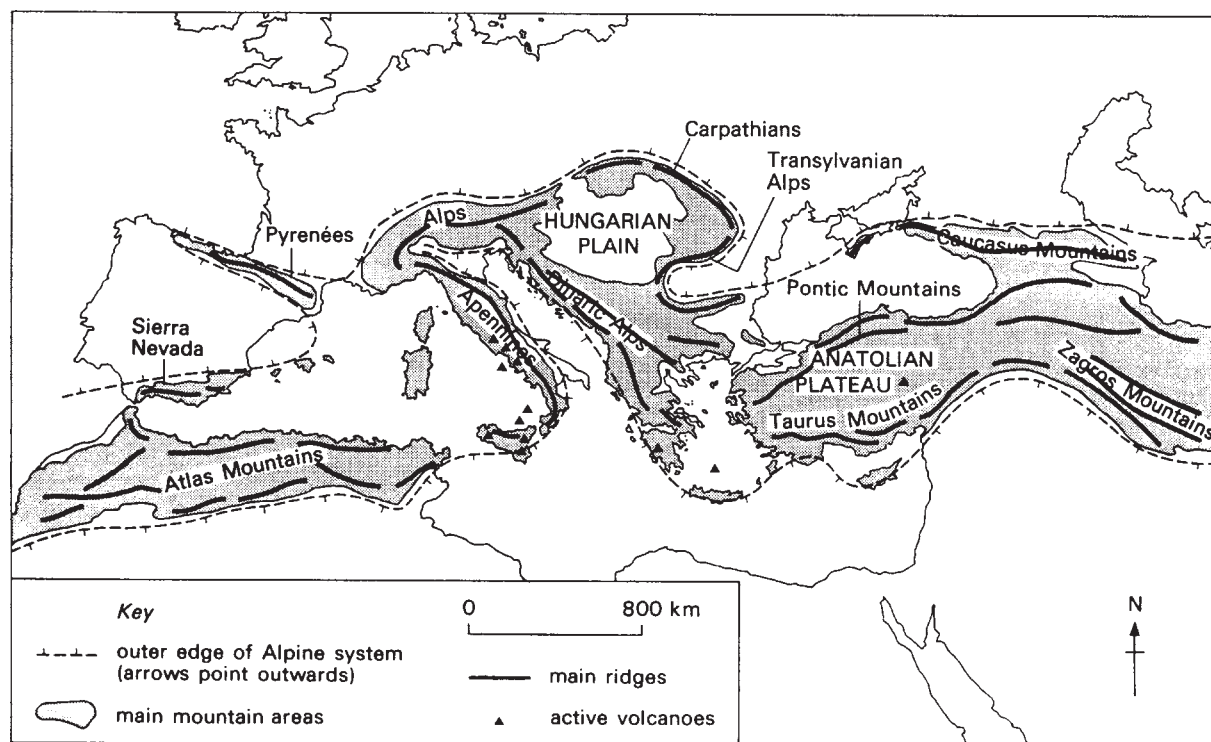 Carpathians
Transylvanian
Alps
Alps
HUNGARIAN
PLAIN
Pyrenées
Caucasus Mountains
Pontic Mountains
Dinaric Alps
Apennines
Sierra
Nevada
ANATOLIAN
PLATEAU
Zagros Mountains
Taurus Mountains
Atlas Mountains
Key
0 800 km
N
outer edge of Alpine system
(arrows point outwards)
main ridges
main mountain areas
active volcanoes